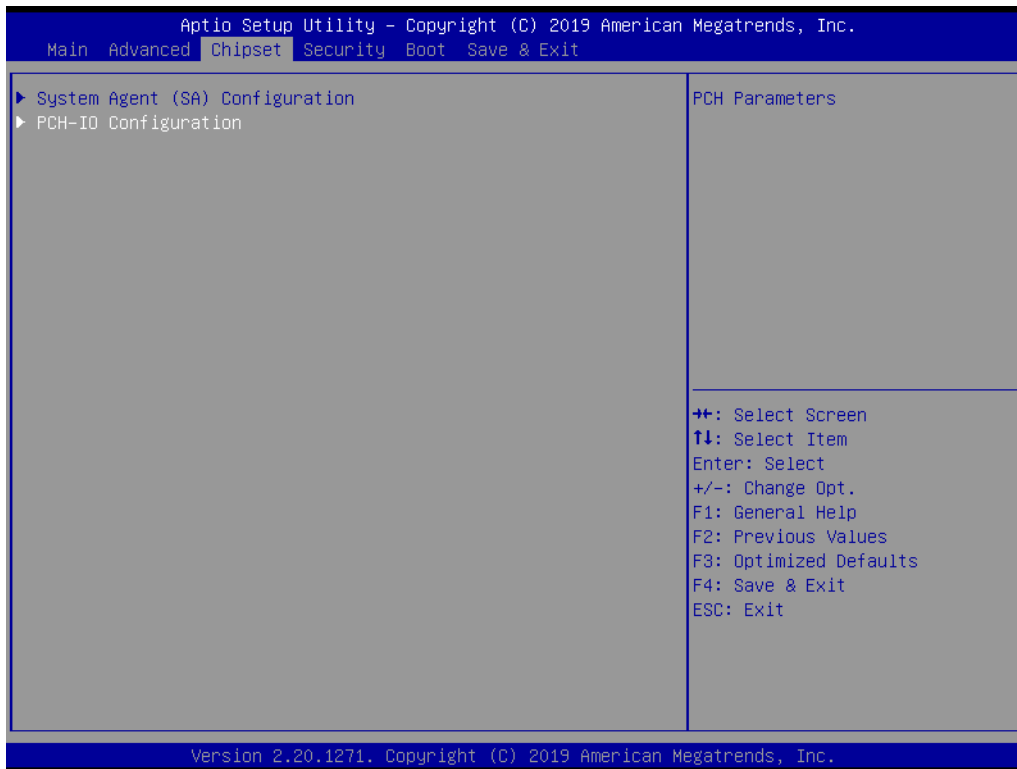 Aptio Setup Utility – Copyright (C) 2019 American Megatrends, Inc.
Main Advanced Chipset Security Boot Save & Exit
▶ System Agent (SA) Configuration
▶ PCH-IO Configuration
PCH Parameters
→←: Select Screen
↑↓: Select Item
Enter: Select
+/-: Change Opt.
F1: General Help
F2: Previous Values
F3: Optimized Defaults
F4: Save & Exit
ESC: Exit
Version 2.20.1271. Copyright (C) 2019 American Megatrends, Inc.